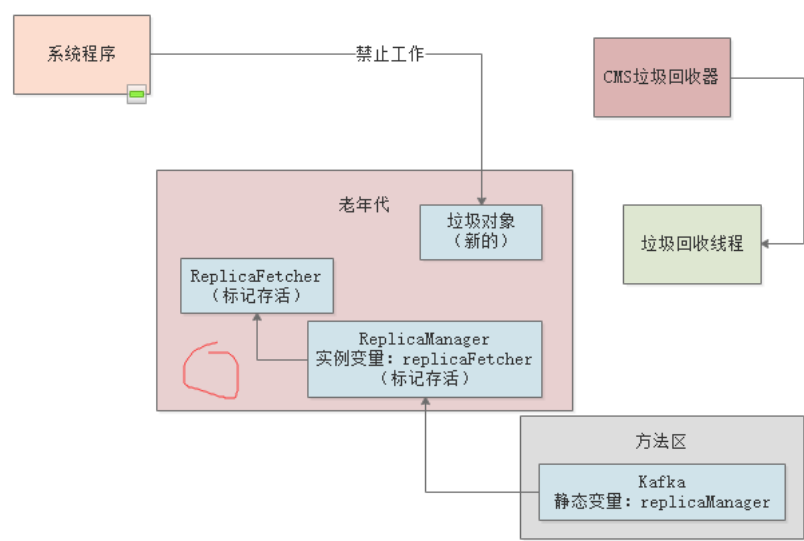 系统程序
禁止工作
CMS垃圾回收器
老年代
垃圾对象
（新的）
垃圾回收线程
ReplicaFetcher
（标记存活）
ReplicaManager
实例变量：replicaFetcher
（标记存活）
方法区
Kafka
静态变量：replicaManager